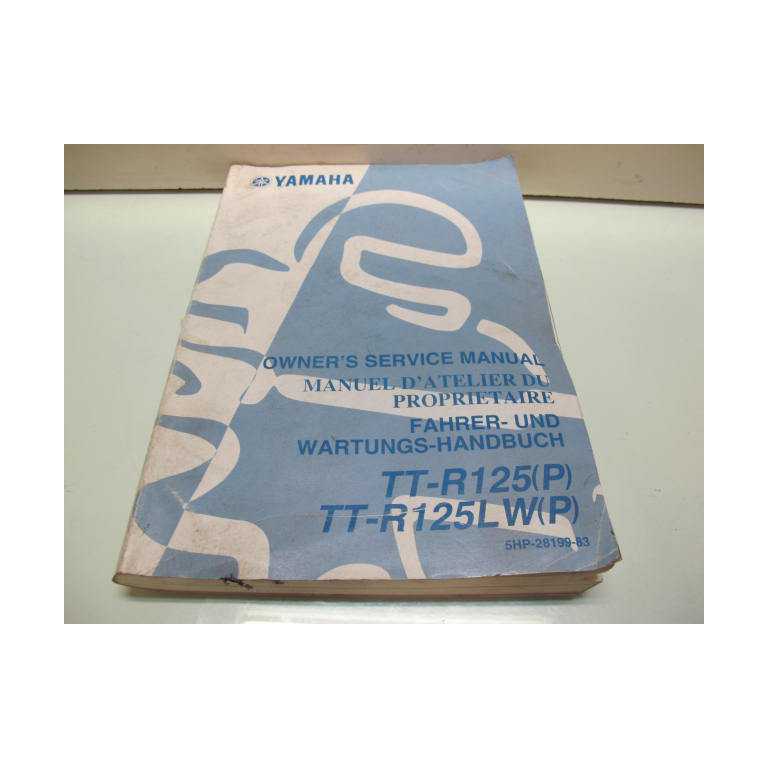 YAMAHA
OWNER'S SERVICE MANUAL
MANUEL D'ATELIER DU
PROPRIETAIRE
FAHRER- UND
WARTUNGS-HANDBUCH
TT-R125(P)
TT-R125LW(P)
5HP-28199-83